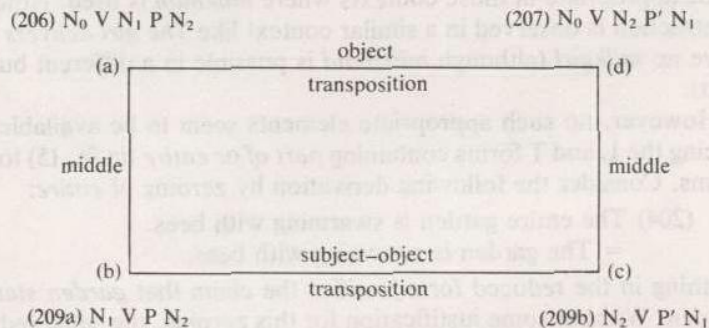 (206) N₀ V N₁ P N₂ (207) N₀ V N₂ P' N₁
object
(a) (d)
transposition
middle middle
subject–object
(b) (c)
transposition
(209a) N₁ V P N₂ (209b) N₂ V P' N₁